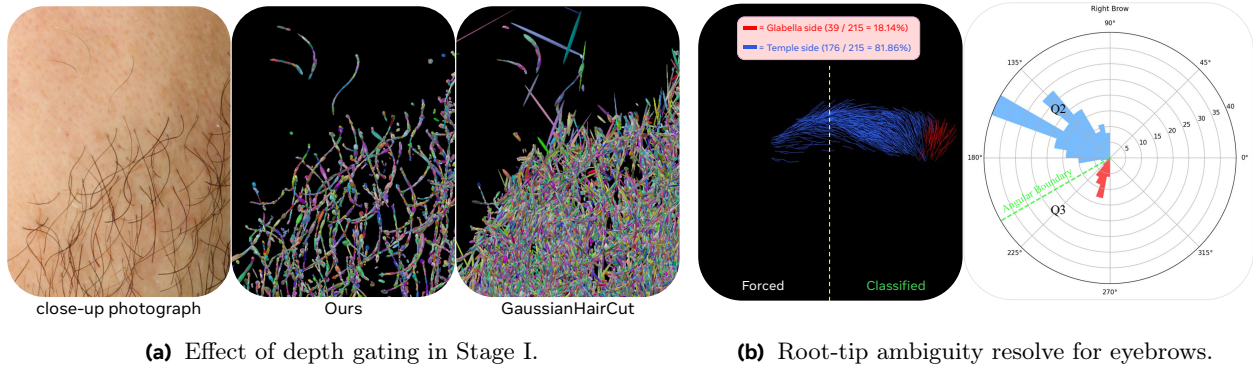 close-up photograph
Ours
GaussianHairCut
(a) Effect of depth gating in Stage I.
= Glabella side (39 / 215 = 18.14%)
= Temple side (176 / 215 = 81.86%)
Forced
Classified
Right Brow
90°
135°
45°
Q2
40
35
30
25
20
15
10
5
180°
0°
Angular Boundary
Q3
225°
315°
270°
(b) Root-tip ambiguity resolve for eyebrows.